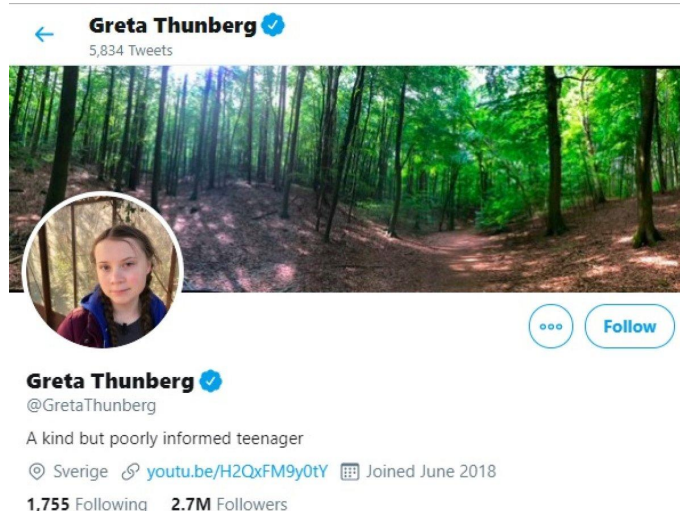 Greta Thunberg
5,834 Tweets
Follow
Greta Thunberg
@GretaThunberg
A kind but poorly informed teenager
Sverige youtu.be/H2QxFM9y0tY Joined June 2018
1,755 Following 2.7M Followers